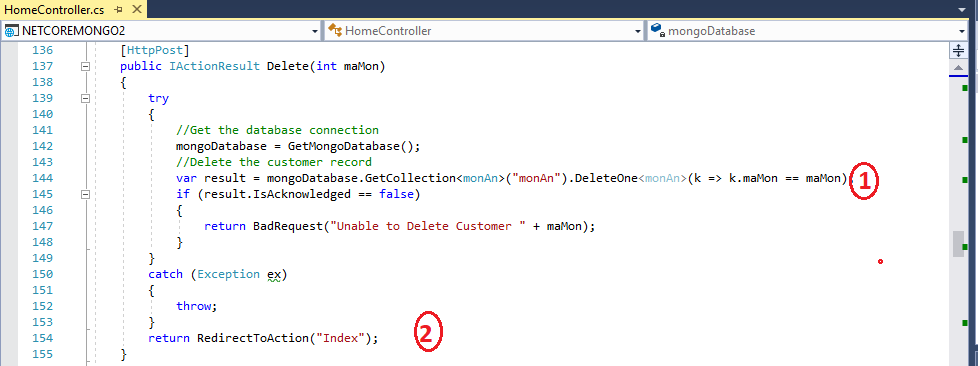 HomeController.cs
NETCOREMONGO2 HomeController mongoDatabase
136 [HttpPost]
137 public IActionResult Delete(int maMon)
138 {
139 try
140 {
141 //Get the database connection
142 mongoDatabase = GetMongoDatabase();
143 //Delete the customer record
144 var result = mongoDatabase.GetCollection<monAn>("monAn").DeleteOne<monAn>(k => k.maMon == maMon); 1
145 if (result.IsAcknowledged == false)
146 {
147 return BadRequest("Unable to Delete Customer " + maMon);
148 }
149 }
150 catch (Exception ex)
151 {
152 throw;
153 }
154 return RedirectToAction("Index"); 2
155 }